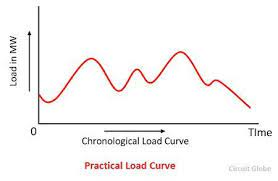 Load in MW
0
TIme
Chronological Load Curve
Practical Load Curve
Circuit Globe